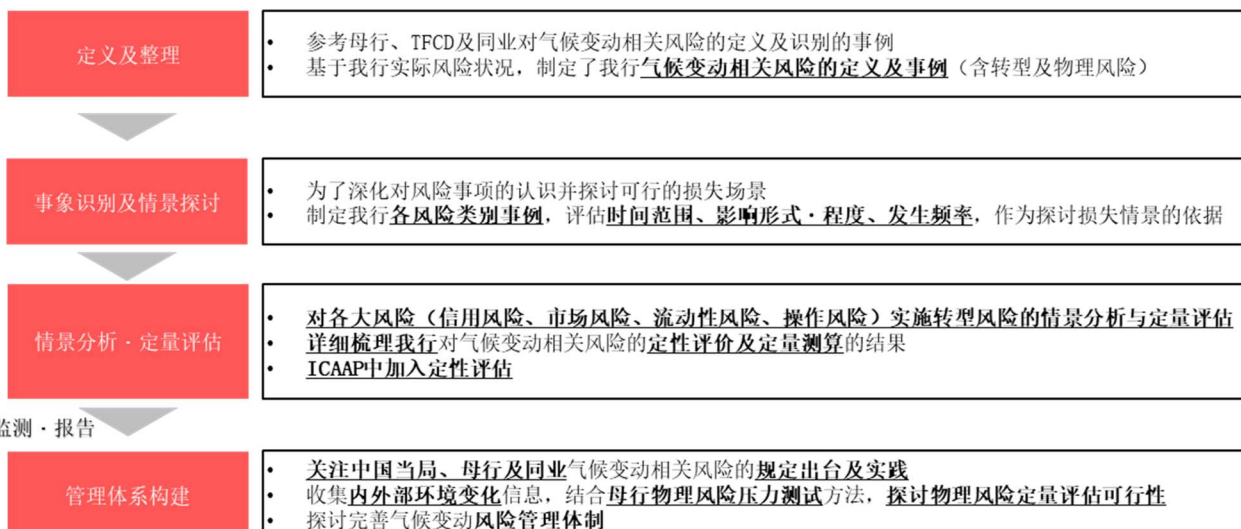 定义及整理
• 参考母行、TFCD及同业对气候变动相关风险的定义及识别的事例
• 基于我行实际风险状况，制定了我行气候变动相关风险的定义及事例（含转型及物理风险）
事象识别及情景探讨
• 为了深化对风险事项的认识并探讨可行的损失场景
• 制定我行各风险类别事例，评估时间范围、影响形式·程度、发生频率，作为探讨损失情景的依据
情景分析·定量评估
• 对各大风险（信用风险、市场风险、流动性风险、操作风险）实施转型风险的情景分析与定量评估
• 详细梳理我行对气候变动相关风险的定性评价及定量测算的结果
• ICAAP中加入定性评估
监测·报告
管理体系构建
• 关注中国当局、母行及同业气候变动相关风险的规定出台及实践
• 收集内外部环境变化信息，结合母行物理风险压力测试方法，探讨物理风险定量评估可行性
• 探讨完善气候变动风险管理体制